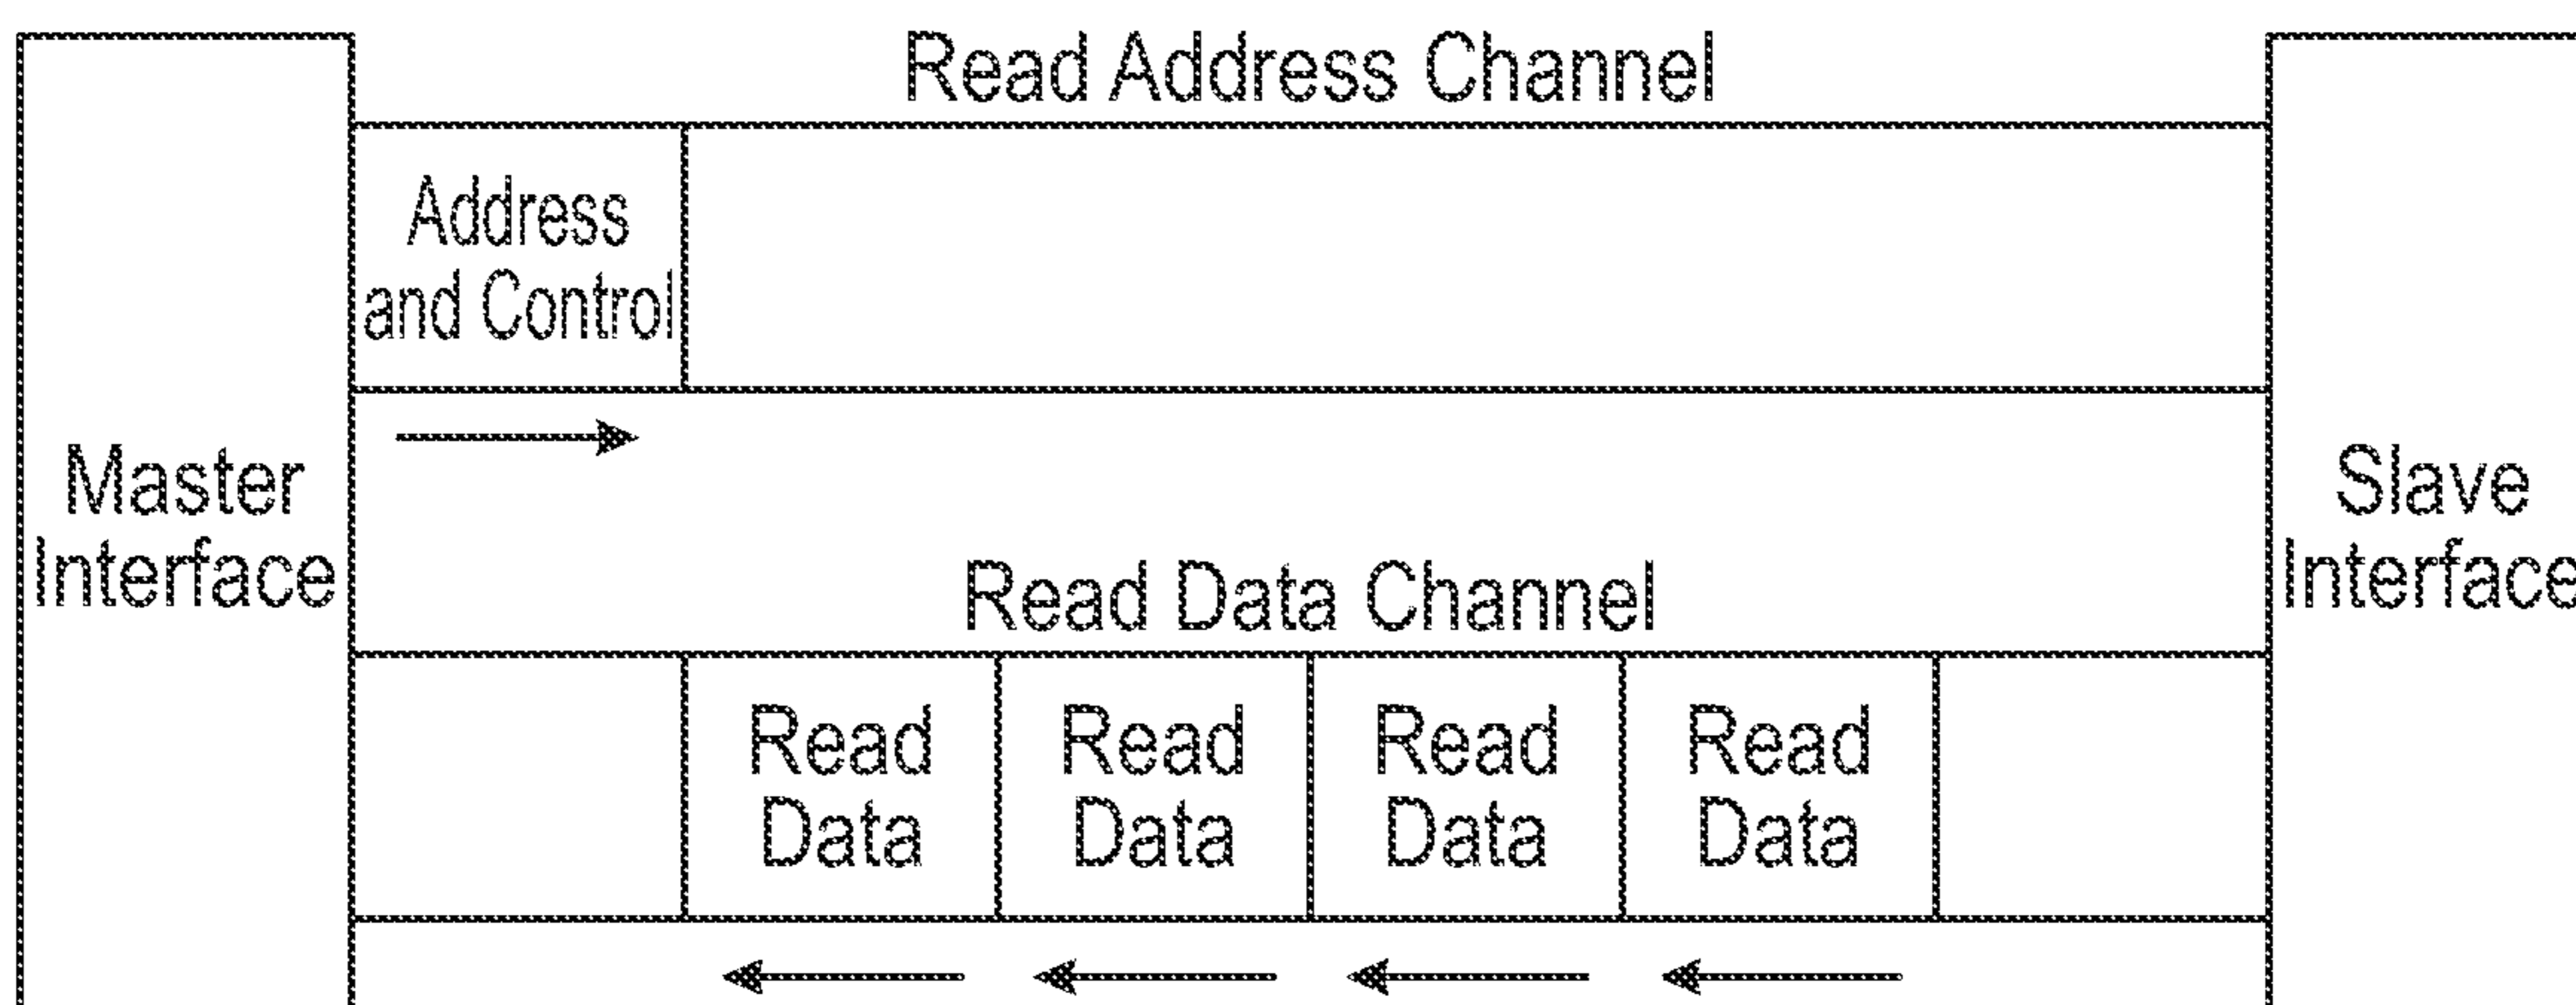 Read Address Channel
Address
and Control
Master
Interface
Slave
Interface
Read Data Channel
Read
Data
Read
Data
Read
Data
Read
Data